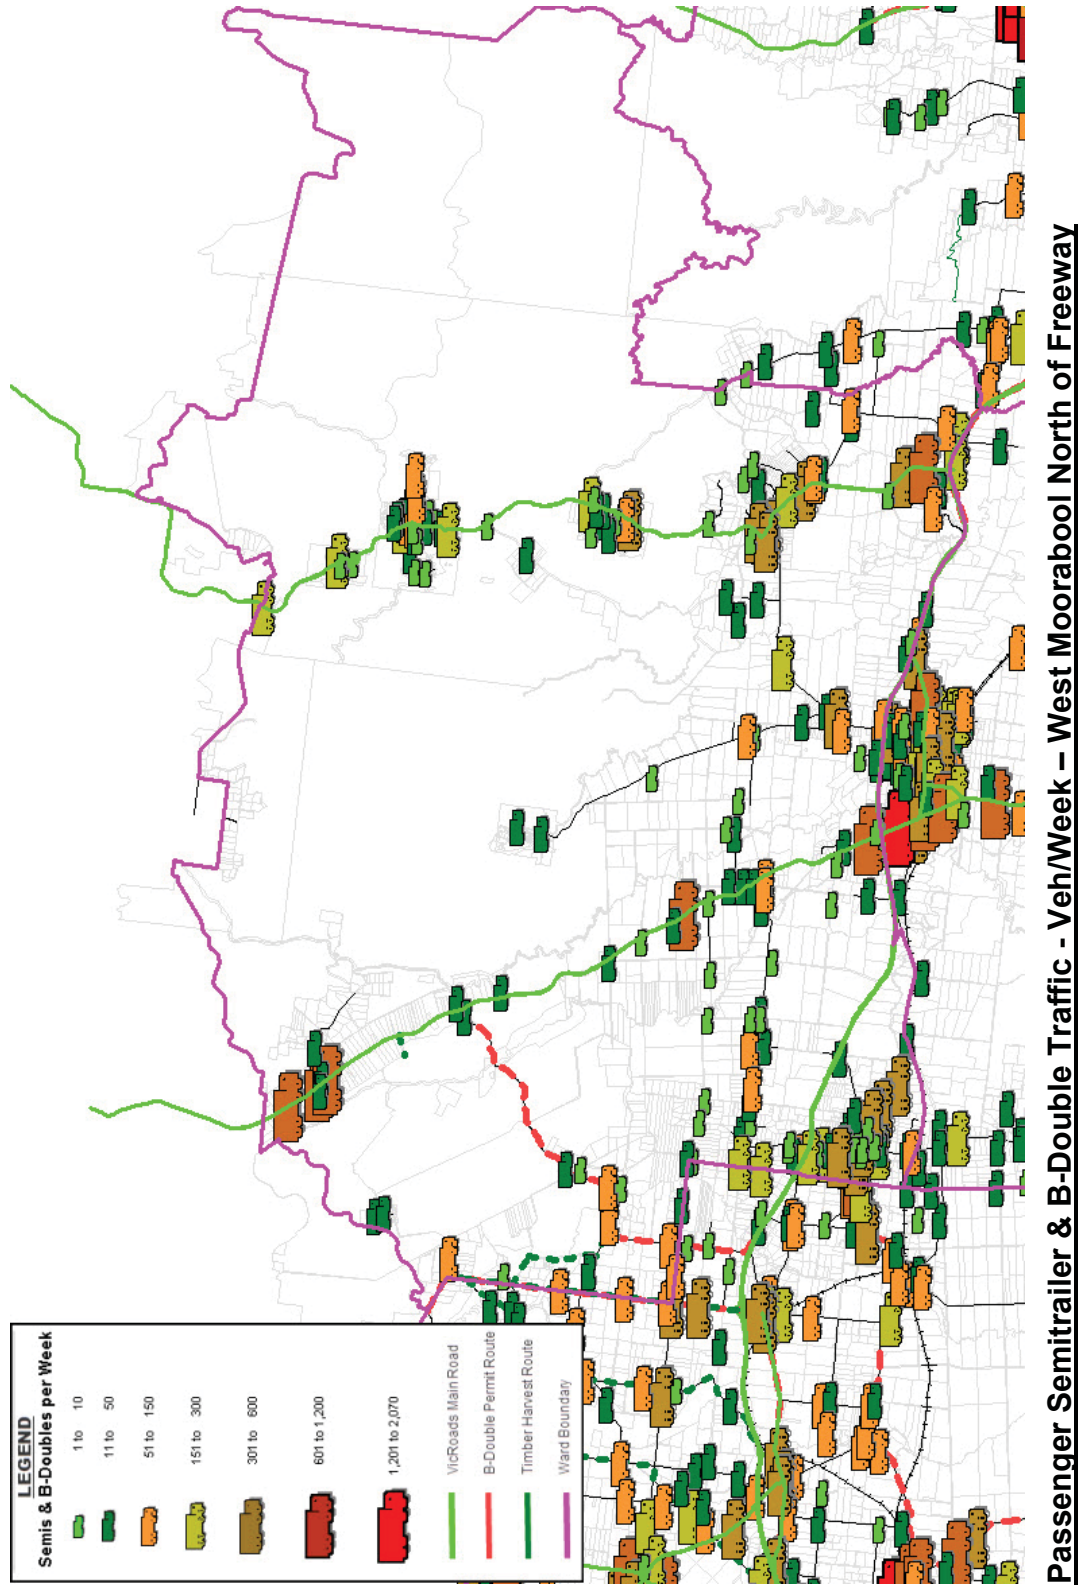 LEGEND
Semis & B-Doubles per Week
1 to 10
11 to 50
51 to 150
151 to 300
301 to 600
601 to 1,200
1,201 to 2,070
VicRoads Main Road
B-Double Permit Route
Timber Harvest Route
Ward Boundary
Passenger Semitrailer & B-Double Traffic - Veh/Week – West Moorabool North of Freeway